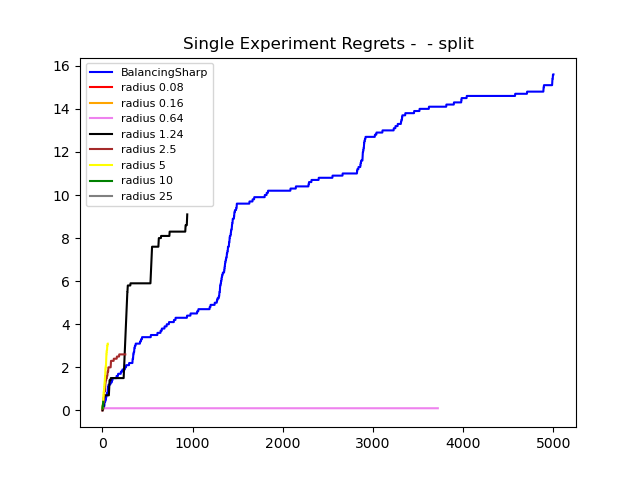 Single Experiment Regrets -  - split
16
14
12
10
8
6
4
2
0
BalancingSharp
radius 0.08
radius 0.16
radius 0.64
radius 1.24
radius 2.5
radius 5
radius 10
radius 25
0 1000 2000 3000 4000 5000